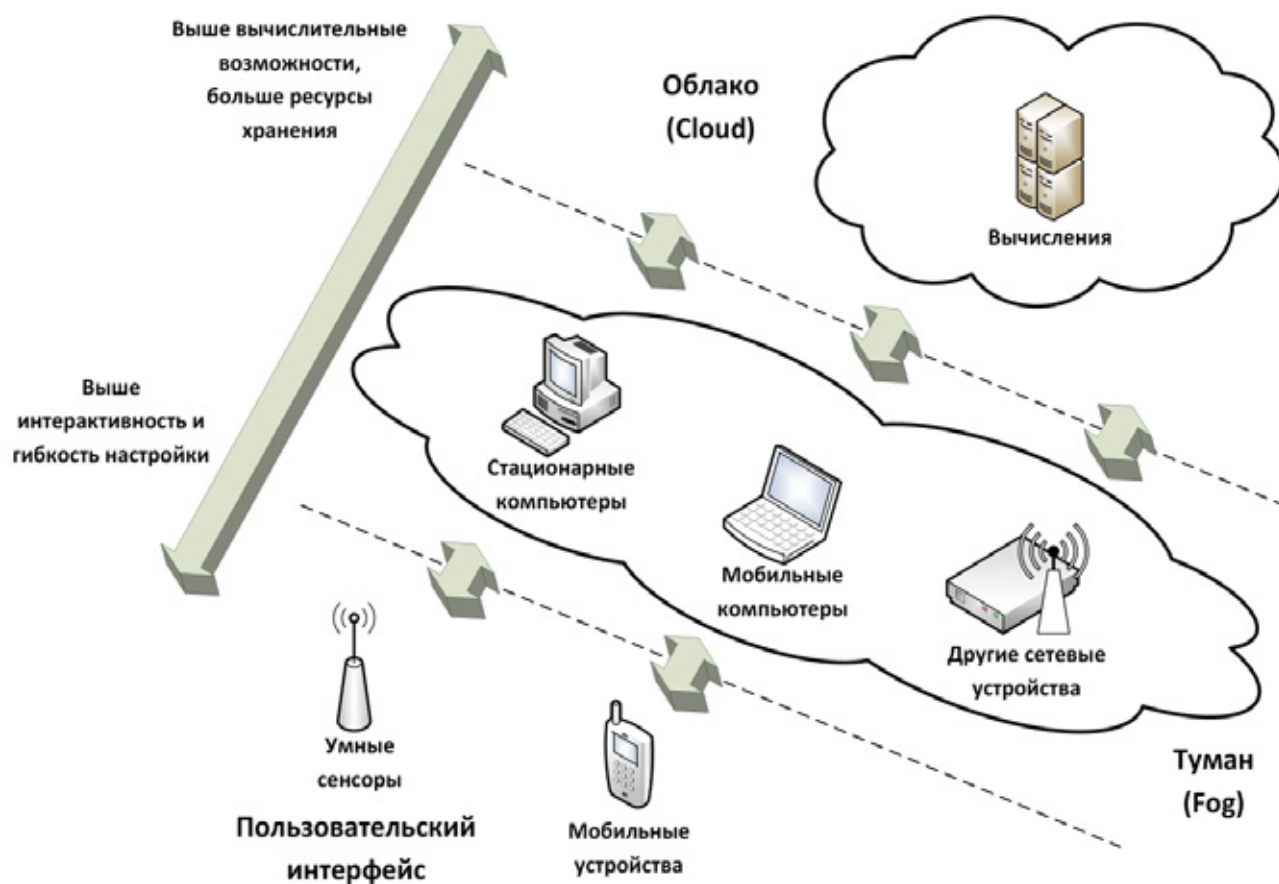 Выше вычислительные
возможности,
больше ресурсы
хранения
Облако
(Cloud)
Вычисления
Выше
интерактивность и
гибкость настройки
Стационарные
компьютеры
Мобильные
компьютеры
Другие сетевые
устройства
Умные
сенсоры
Пользовательский
интерфейс
Мобильные
устройства
Туман
(Fog)